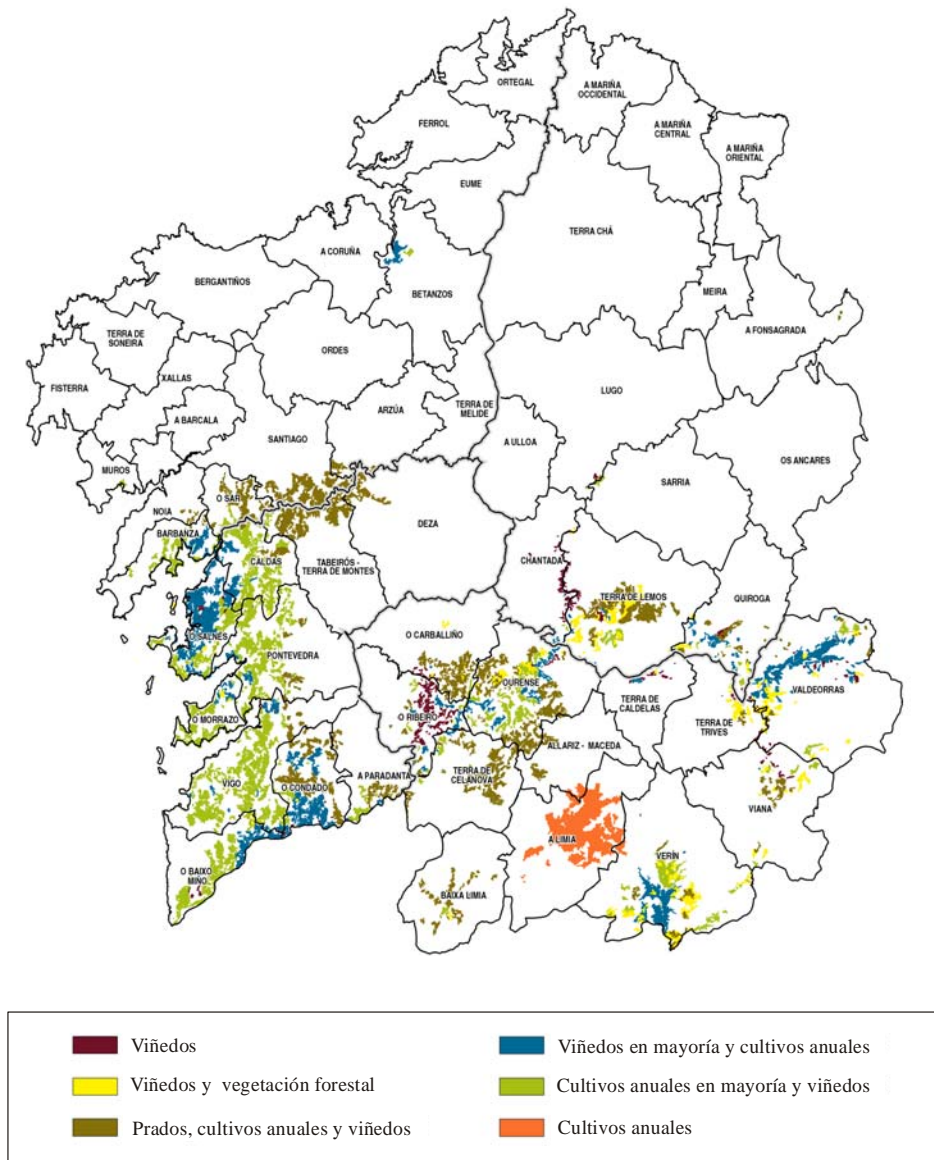 ORTEGAL
A MARIÑA
OCCIDENTAL
FERROL
A MARIÑA
CENTRAL
A MARIÑA
ORIENTAL
EUME
TERRA CHÁ
A CORUÑA
BERGANTIÑOS
BETANZOS
MEIRA
A FONSAGRADA
TERRA DE
SONEIRA
ORDES
XALLAS
FISTERRA
LUGO
ARZÚA
TERRA DE
MELIDE
A BARCALA
SANTIAGO
A ULLOA
OS ANCARES
MUROS
SARRIA
O SAR
NOIA
DEZA
BARBANZA
CALDAS
TABEIRÓS -
TERRA DE MONTES
CHANTADA
TERRA DE LEMOS
QUIROGA
O SALNÉS
O CARBALLIÑO
PONTEVEDRA
OURENSE
VALDEORRAS
TERRA DE
CALDELAS
O MORRAZO
O RIBEIRO
TERRA DE
TRIVES
ALLARIZ - MACEDA
A PARADANTA
TERRA DE
CELANOVA
VIGO
O CONDADO
VIANA
A LIMIA
VERÍN
O BAIXO
MIÑO
BAIXA LIMIA
Viñedos
Viñedos en mayoría y cultivos anuales
Viñedos y vegetación forestal
Cultivos anuales en mayoría y viñedos
Prados, cultivos anuales y viñedos
Cultivos anuales